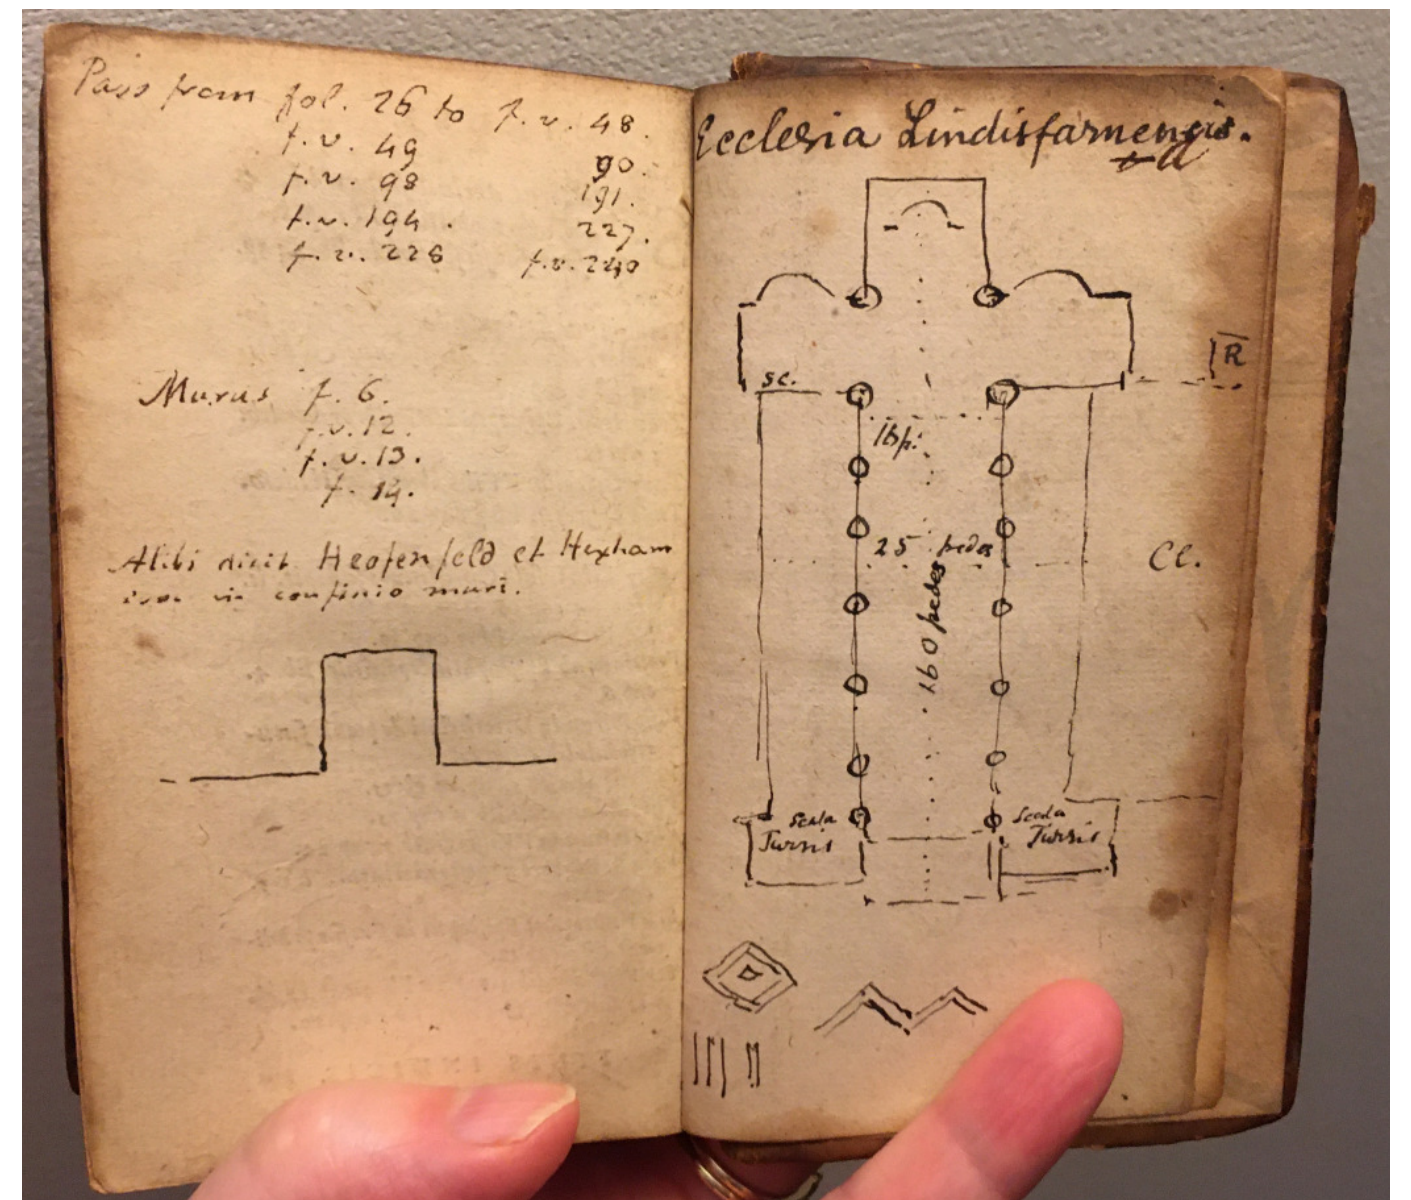 Pass from fol. 26 to f. v. 48.
f. v. 49 90.
f. v. 98 191.
f. v. 194. 227.
f. v. 228 f. v. 240
Murus f. 6.
f. v. 12.
f. v. 13.
f. 14.
Alibi dicit Heofenfeld et Hexham
confinio muri.
Ecclesia Lindisfarnensis.
R
sc.
16 p:
25 pedes
Cl.
160 pedes
Scala
Turris
Scala
Turris